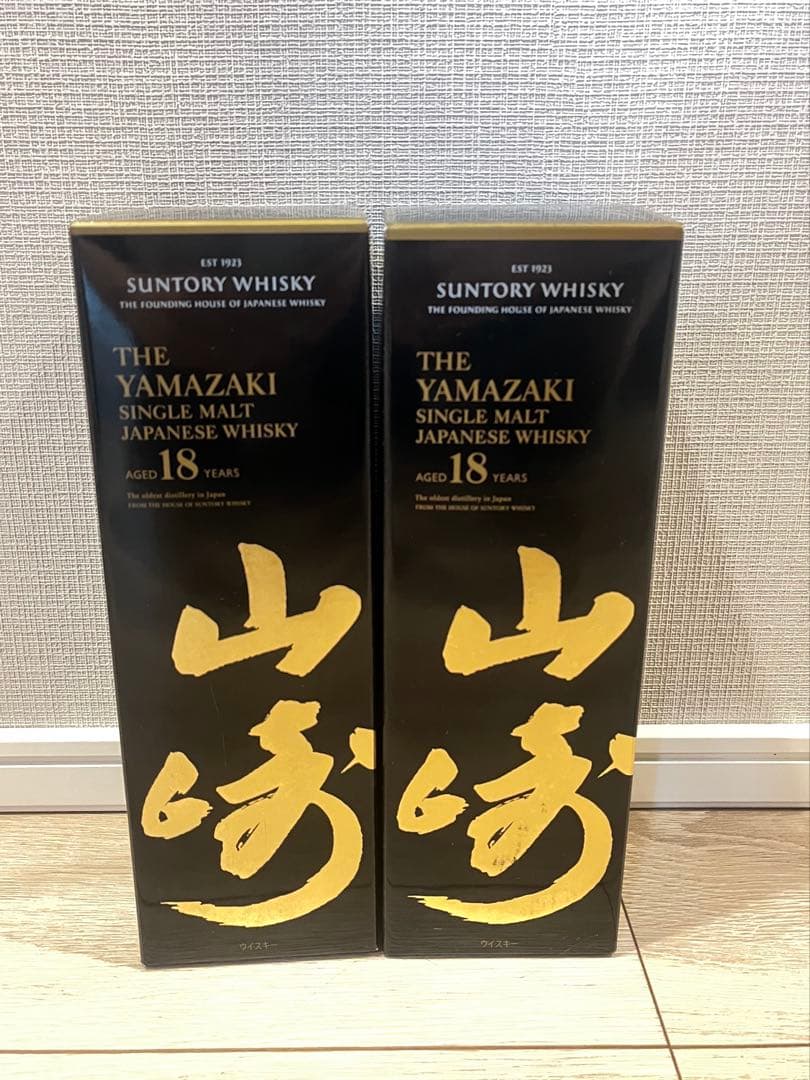 EST 1923
SUNTORY WHISKY
THE FOUNDING HOUSE OF JAPANESE WHISKY
THE
YAMAZAKI
SINGLE MALT
JAPANESE WHISKY
AGED 18 YEARS
The oldest distillery in Japan
FROM THE HOUSE OF SUNTORY WHISKY
山
崎
ウイスキー
EST 1923
SUNTORY WHISKY
THE FOUNDING HOUSE OF JAPANESE WHISKY
THE
YAMAZAKI
SINGLE MALT
JAPANESE WHISKY
AGED 18 YEARS
The oldest distillery in Japan
FROM THE HOUSE OF SUNTORY WHISKY
山
崎
ウイスキー